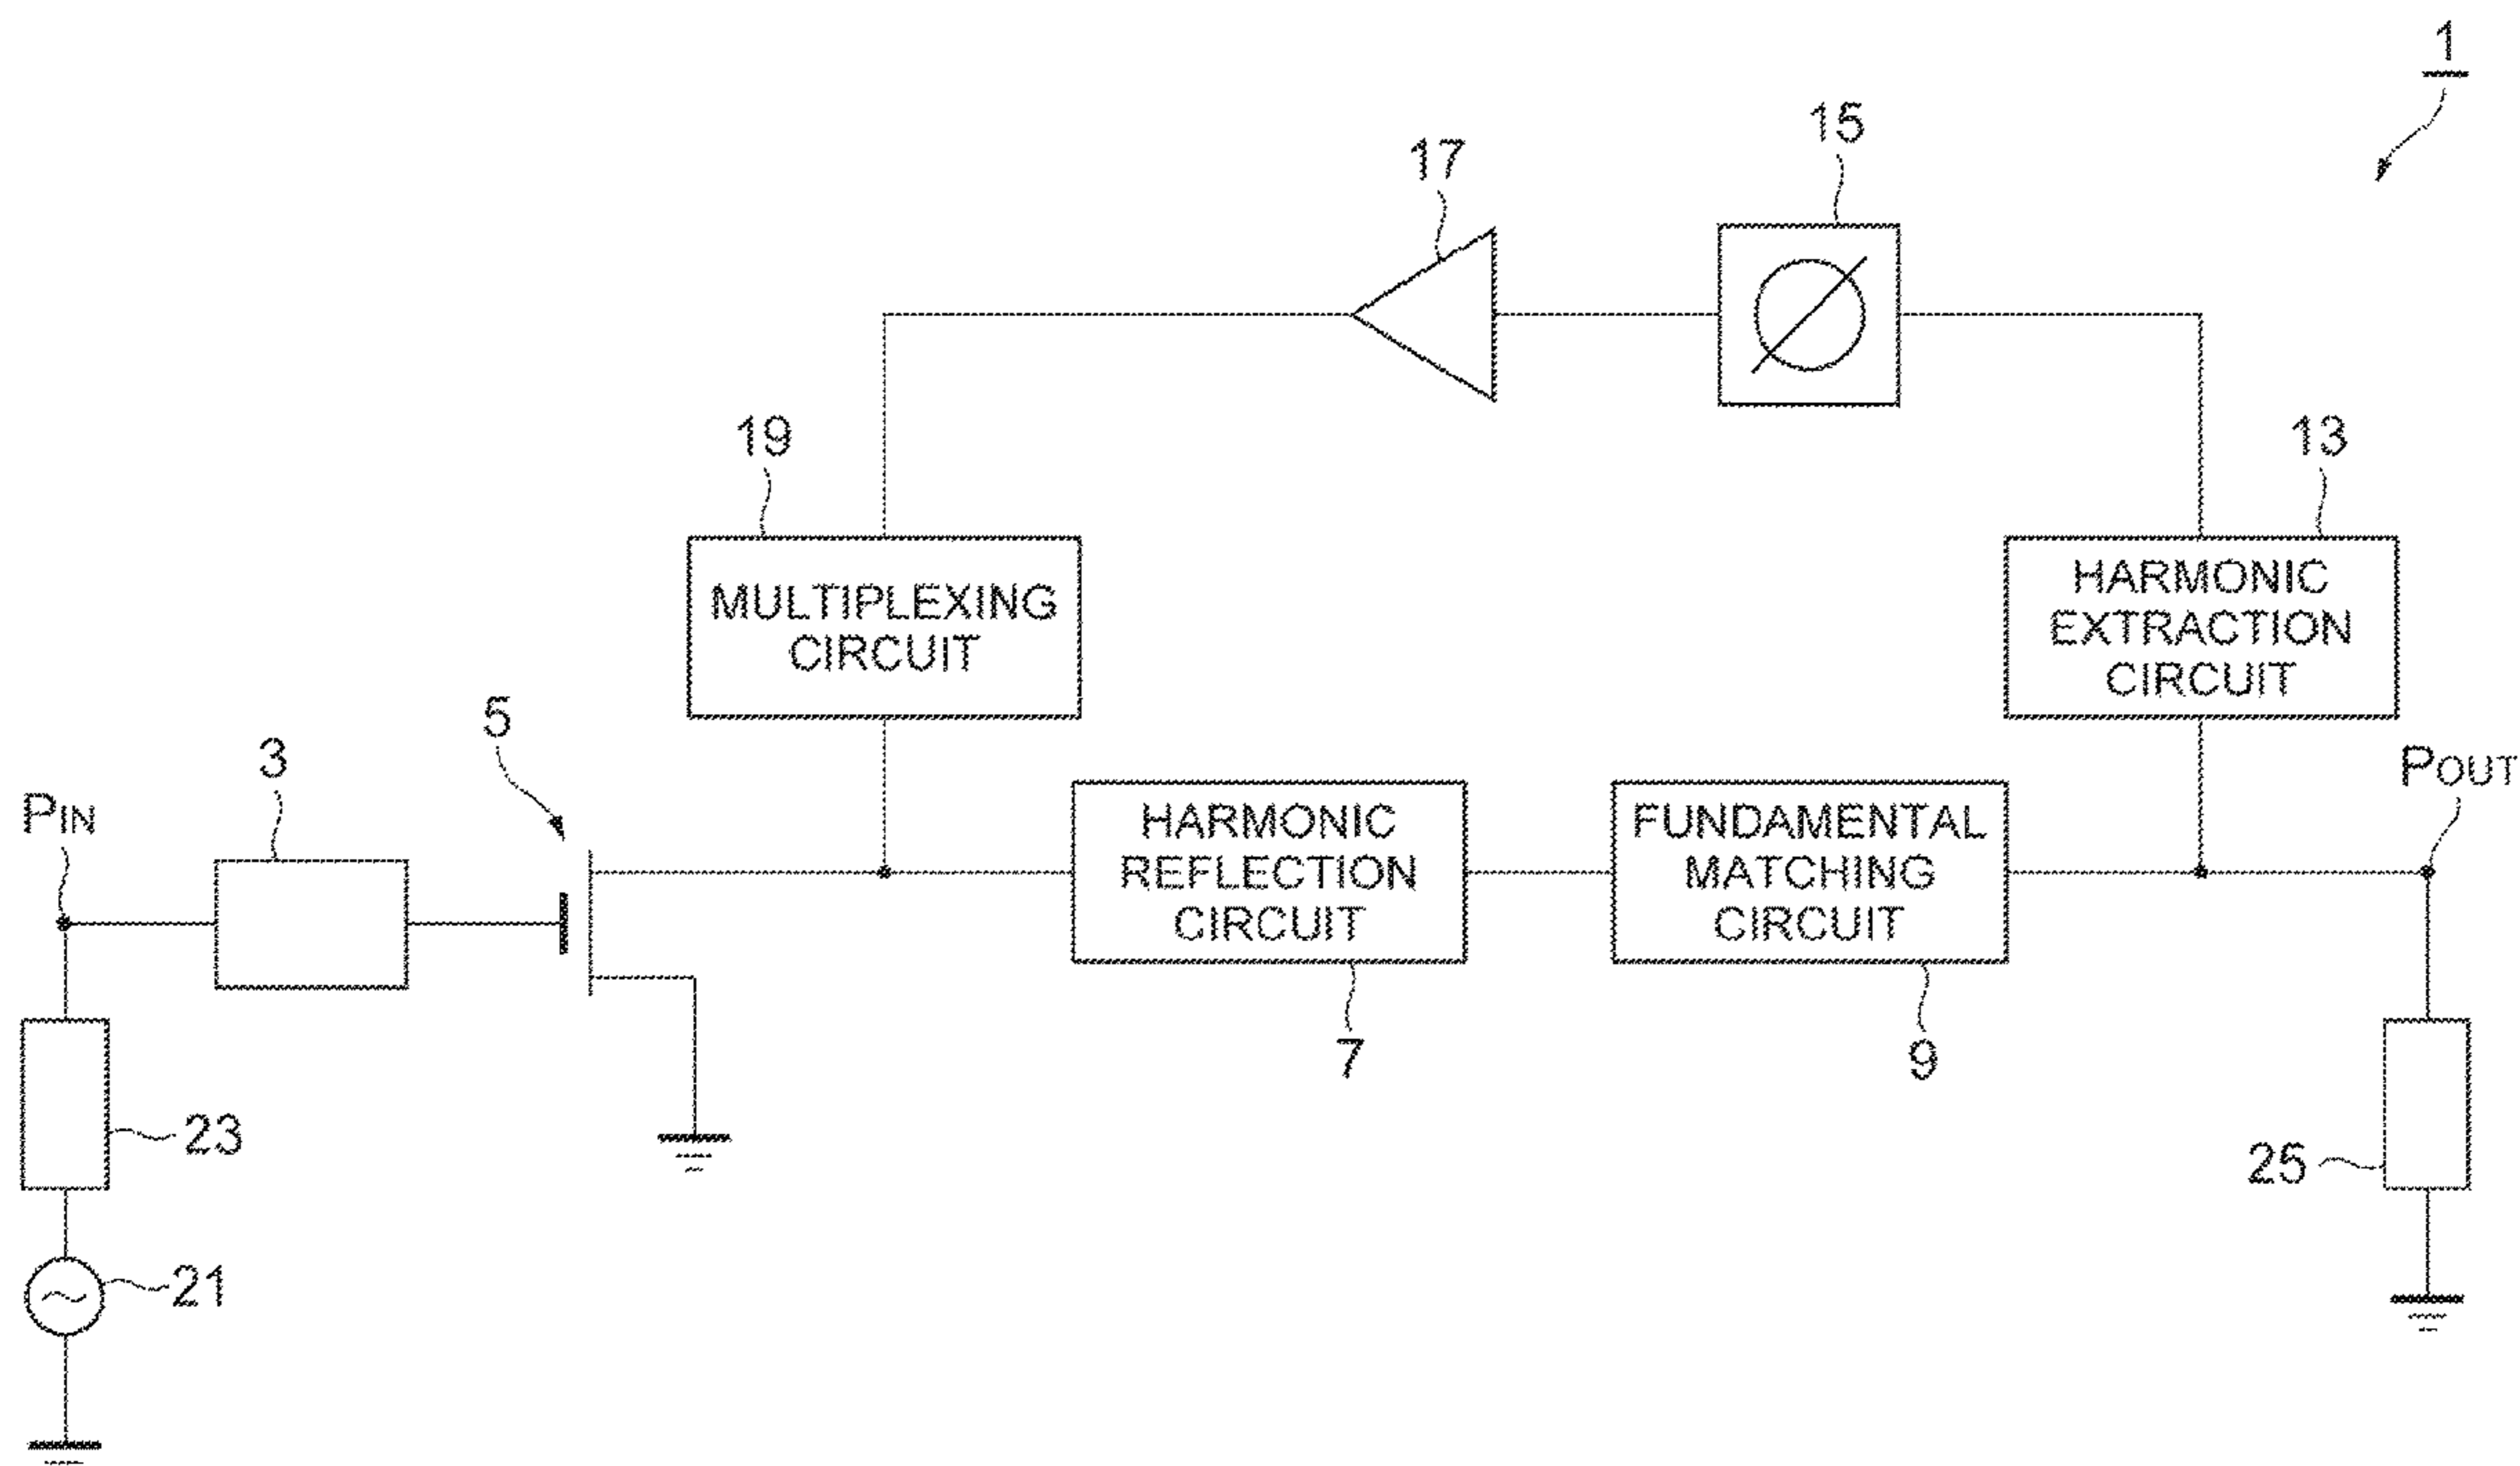 1
15
17
19
13
MULTIPLEXING
CIRCUIT
HARMONIC
EXTRACTION
CIRCUIT
5
3
PIN
POUT
HARMONIC
REFLECTION
CIRCUIT
FUNDAMENTAL
MATCHING
CIRCUIT
7
9
23
25
21